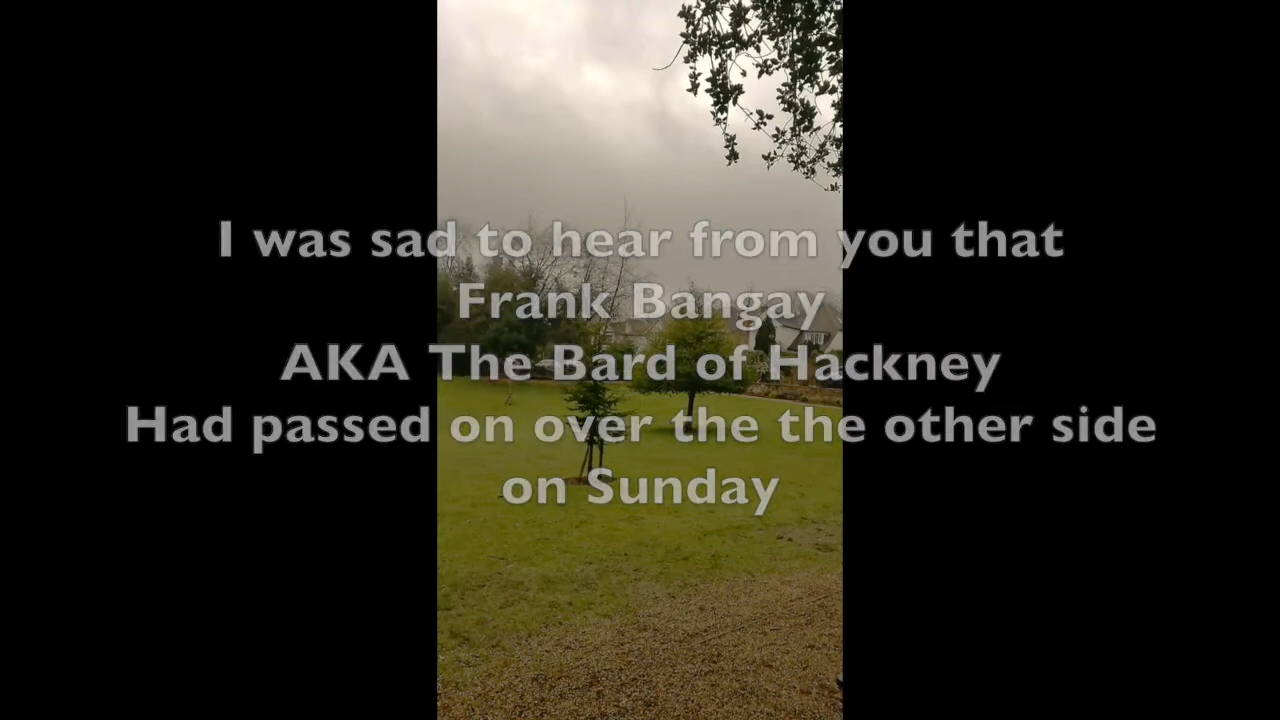 I was sad to hear from you that
Frank Bangay
AKA The Bard of Hackney
Had passed on over the the other side
on Sunday